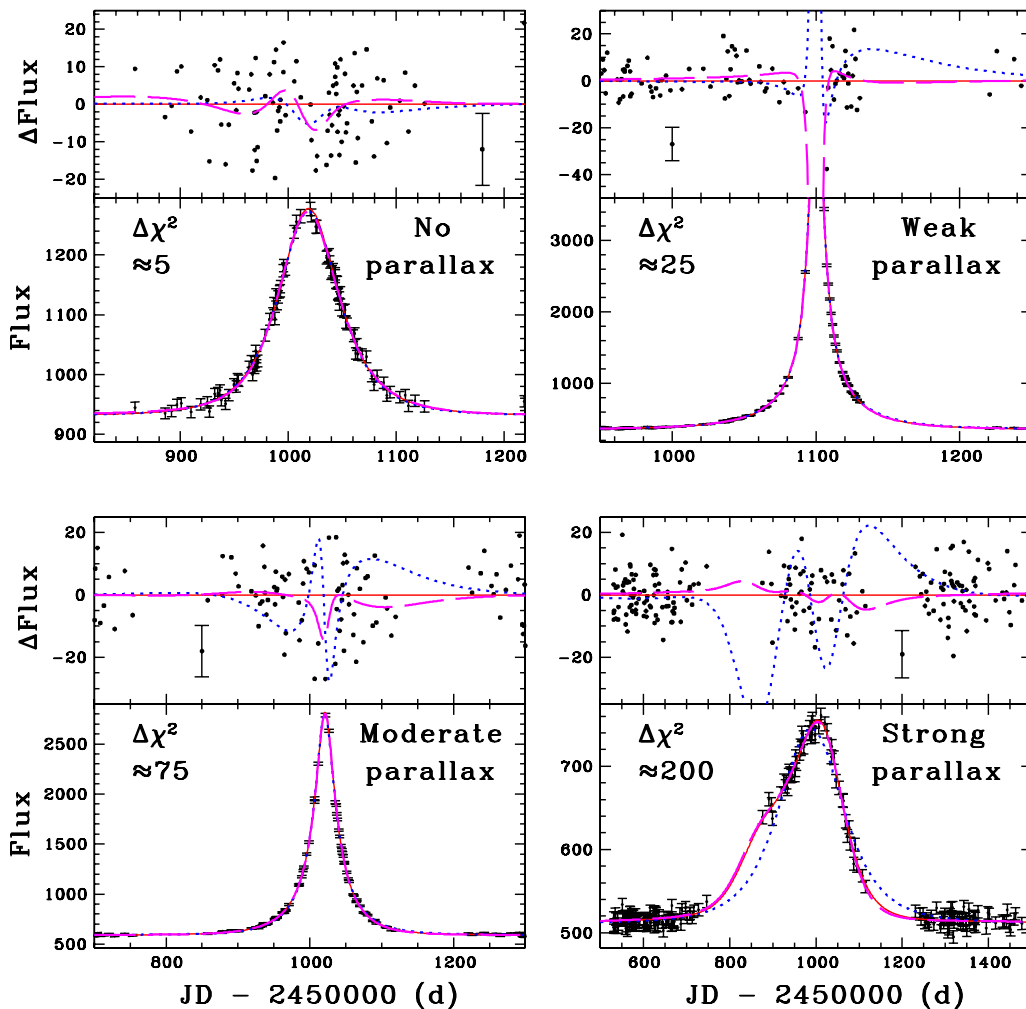 ΔFlux
20
10
0
-10
-20
20
0
-20
-40
Flux
Δχ²
≈5
No
parallax
1200
1100
1000
900
900
1000
1100
1200
Δχ²
≈25
Weak
parallax
3000
2000
1000
1000
1100
1200
ΔFlux
20
0
-20
20
0
-20
Flux
Δχ²
≈75
Moderate
parallax
2500
2000
1500
1000
500
800
1000
1200
JD - 2450000 (d)
Δχ²
≈200
Strong
parallax
700
600
500
600
800
1000
1200
1400
JD - 2450000 (d)